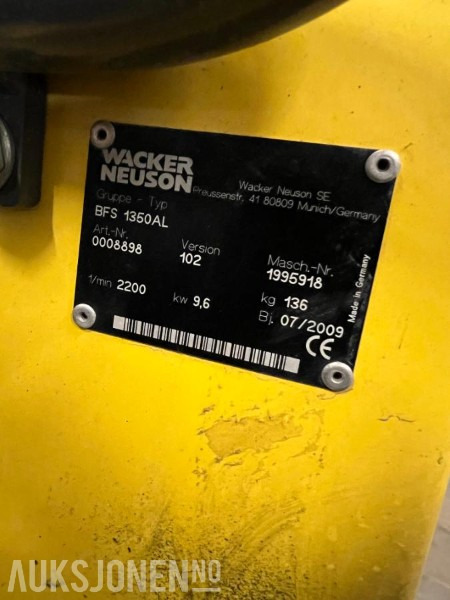 WACKER
NEUSON
Wacker Neuson SE
Preussenstr. 41 80809 Munich/Germany
Gruppe - Typ
BFS 1350AL
Art.-Nr.
0008898
Version
102
Masch.-Nr.
1995918
1/min 2200
kw 9,6
kg 136
Bj. 07/2009
CE
Made in Germany
AUKSJONEN.NO